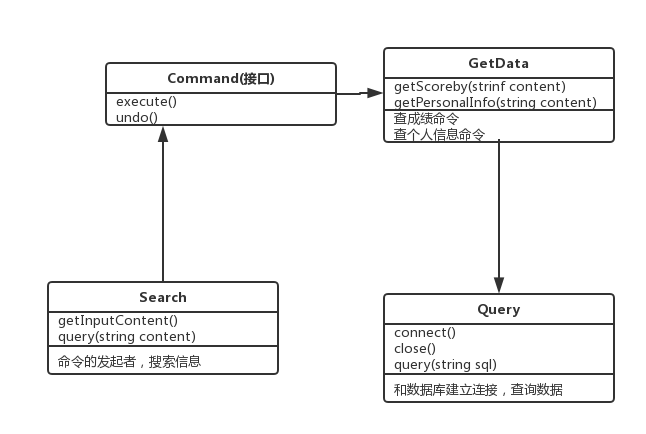 Command(接口)
execute()
undo()
GetData
getScoreby(strinf content)
getPersonalInfo(string content)
查成绩命令
查个人信息命令
Search
getInputContent()
query(string content)
命令的发起者，搜索信息
Query
connect()
close()
query(string sql)
和数据库建立连接，查询数据